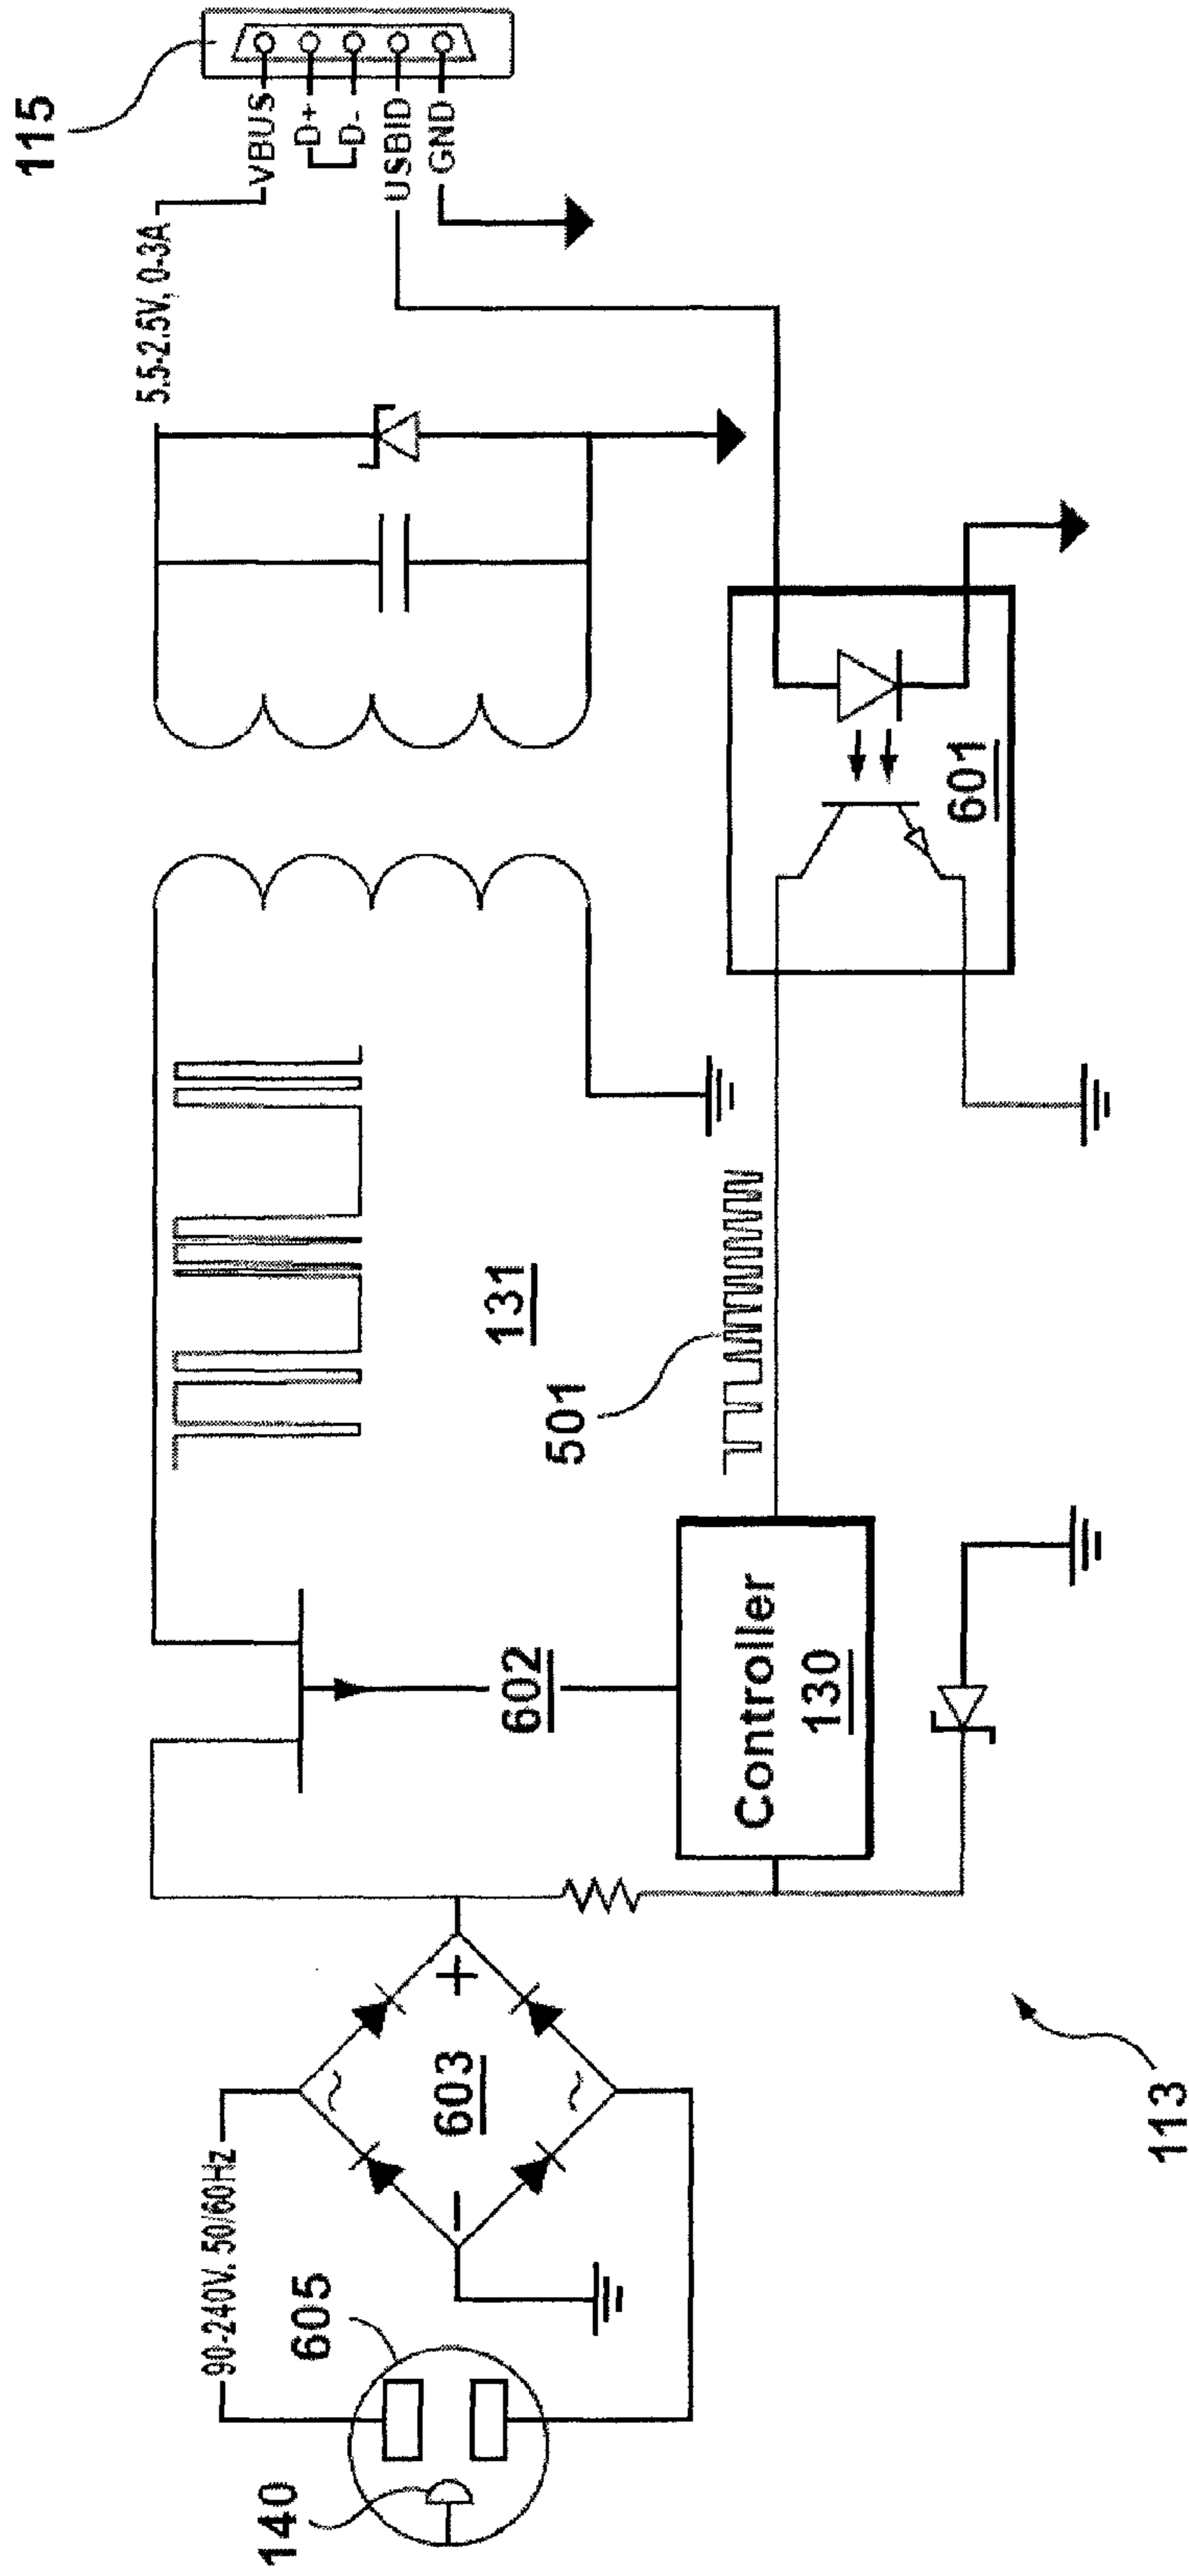 115
5.5-2.5V, 0-3A
VBUS
D+
D-
USBID
GND
601
131
501
602
Controller
130
603
+
−
~
~
90-240V, 50/60Hz
605
140
113